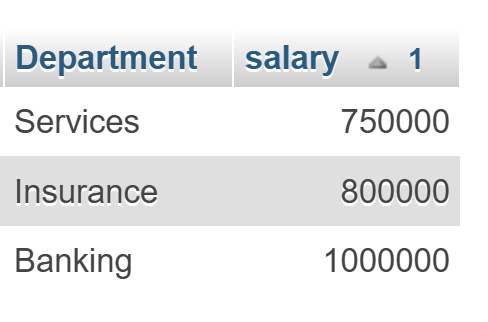 Department salary 1
Services 750000
Insurance 800000
Banking 1000000